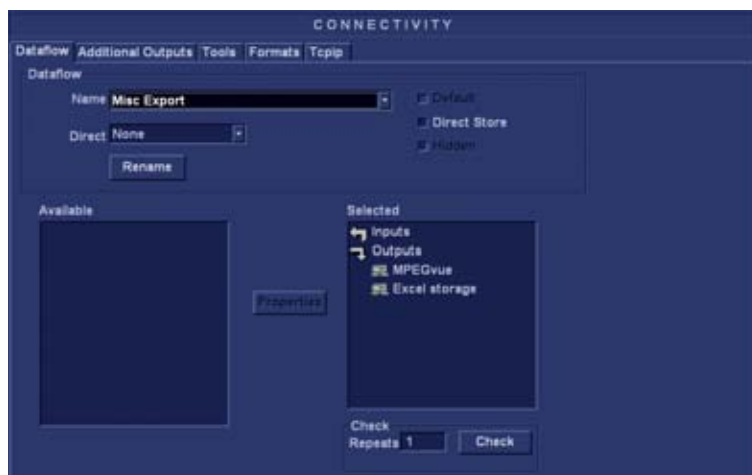 CONNECTIVITY
Dataflow Additional Outputs Tools Formats Tcpip
Dataflow
Name Misc Export
Default
Direct None
Direct Store
Hidden
Rename
Available
Selected
Inputs
Outputs
MPEGvue
Excel storage
Properties
Check
Repeats 1 Check